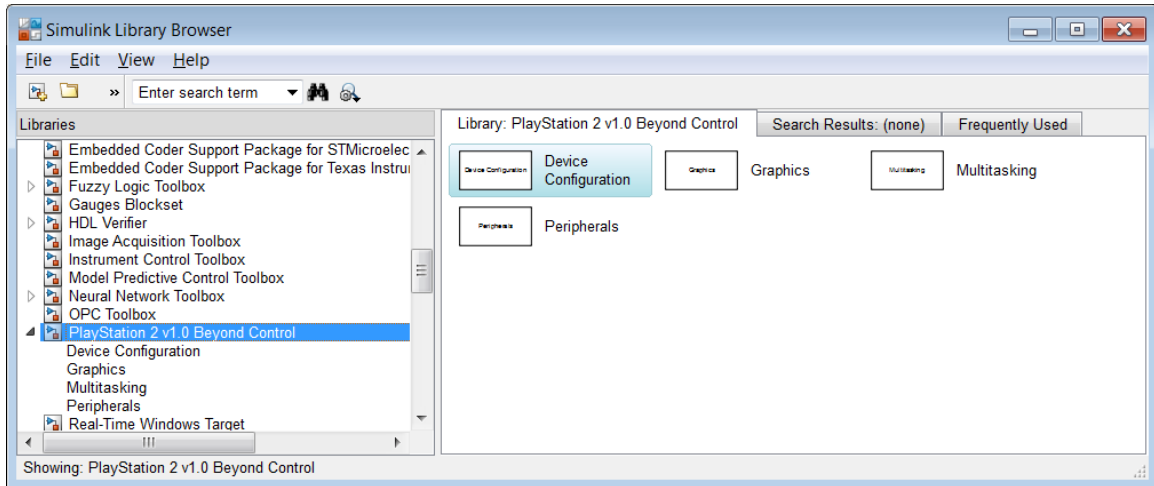 Simulink Library Browser
File Edit View Help
» Enter search term
Libraries
Embedded Coder Support Package for STMicroelec
Embedded Coder Support Package for Texas Instru
Fuzzy Logic Toolbox
Gauges Blockset
HDL Verifier
Image Acquisition Toolbox
Instrument Control Toolbox
Model Predictive Control Toolbox
Neural Network Toolbox
OPC Toolbox
PlayStation 2 v1.0 Beyond Control
Device Configuration
Graphics
Multitasking
Peripherals
Real-Time Windows Target
Library: PlayStation 2 v1.0 Beyond Control Search Results: (none) Frequently Used
Device Configuration
Device
Configuration
Graphics
Graphics
Multitasking
Multitasking
Peripherals
Peripherals
Showing: PlayStation 2 v1.0 Beyond Control